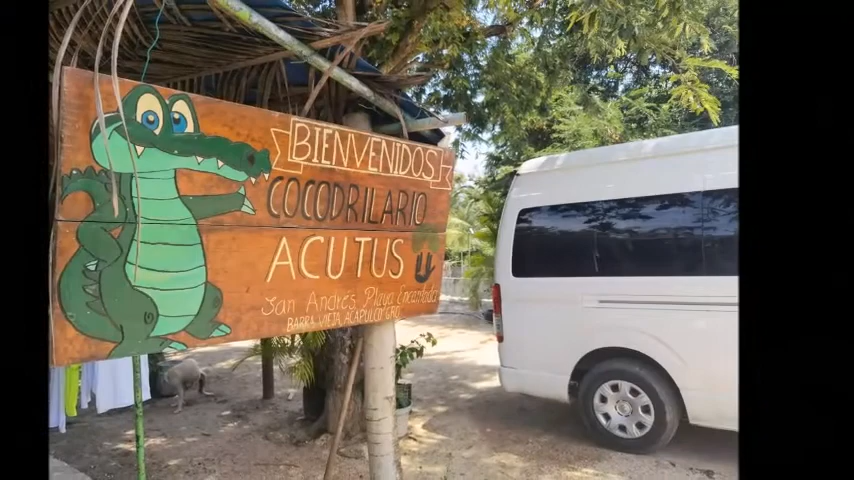 BIENVENIDOS
COCODRILARIO
ACUTUS
San Andrés Playa Encantada
BARRA VIEJA, ACAPULCO, GRO.